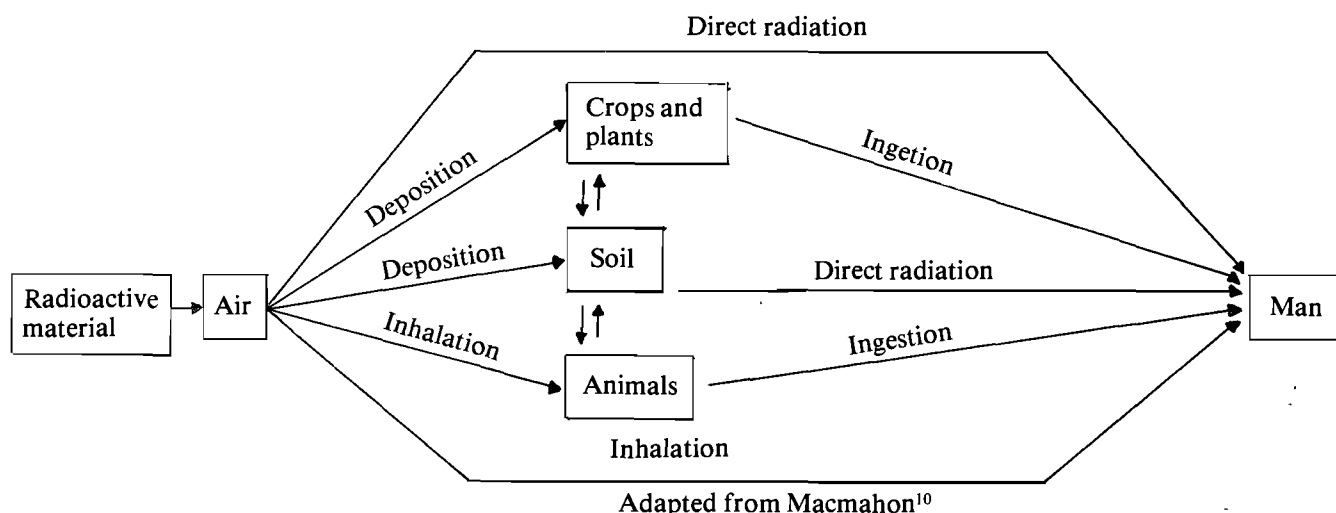 Direct radiation
Crops and
plants
Deposition
Ingetion
Deposition
Soil
Direct radiation
Radioactive
material
Air
Man
Inhalation
Ingestion
Animals
Inhalation
Adapted from Macmahon¹⁰